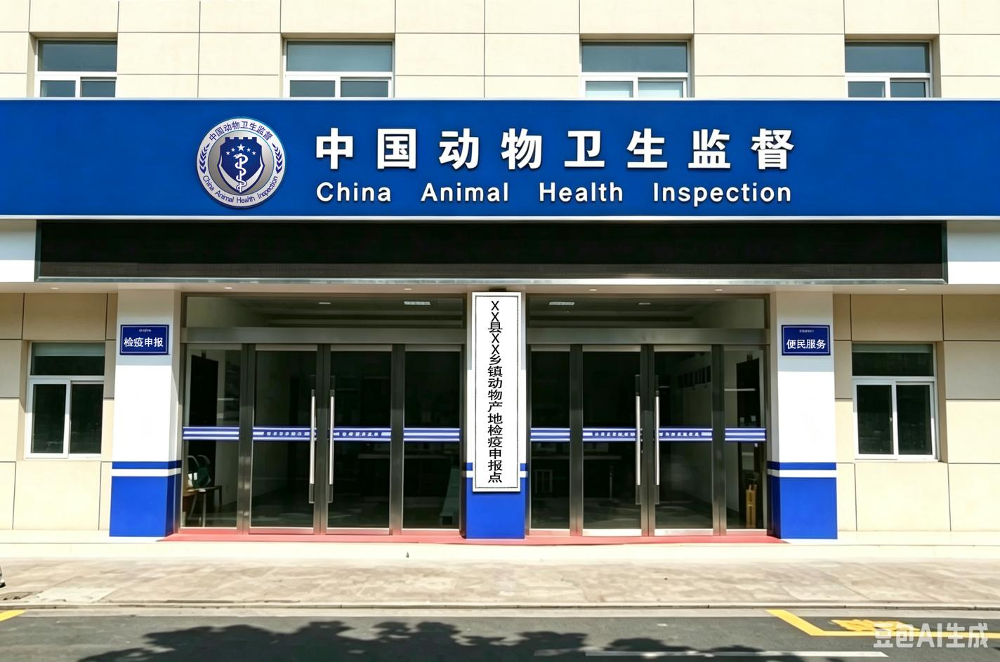 中国动物卫生监督
China Animal Health Inspection
中国动物卫生监督
China Animal Health Inspection
检疫申报
XX县XX乡镇动物产地检疫申报点
便民服务
豆包AI生成